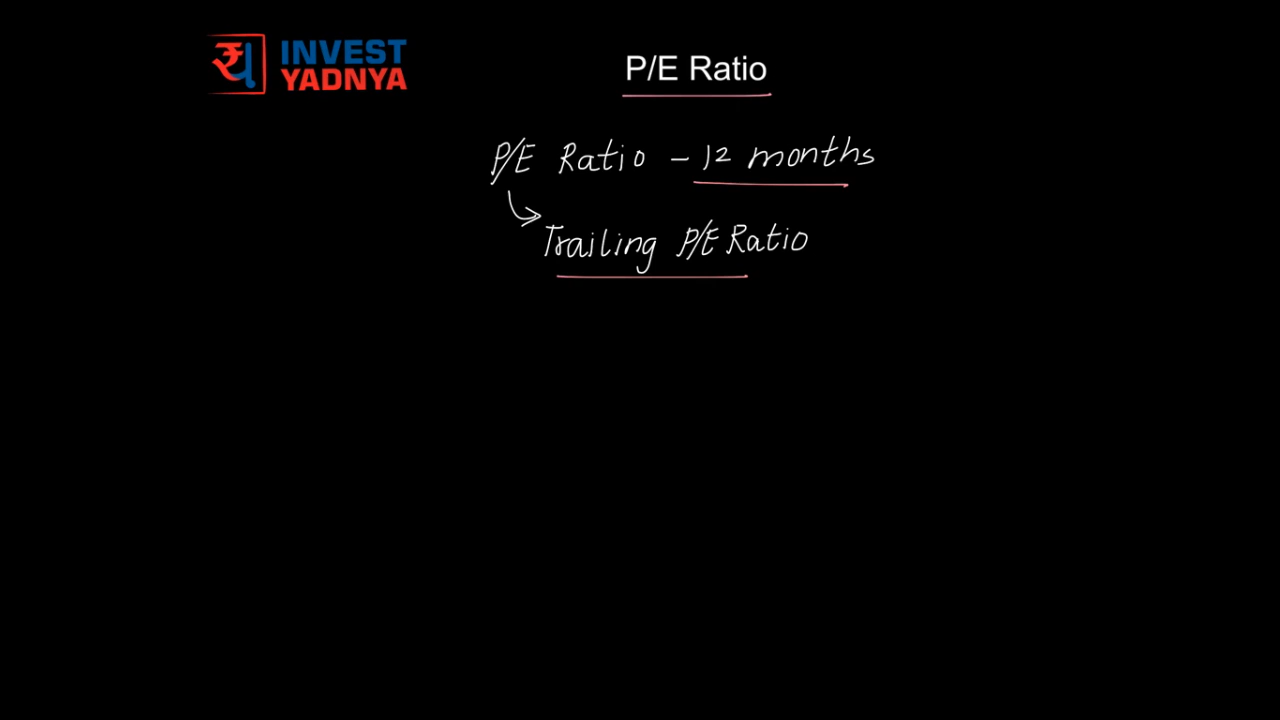 INVEST
YADNYA
P/E Ratio
P/E Ratio - 12 months
Trailing P/E Ratio